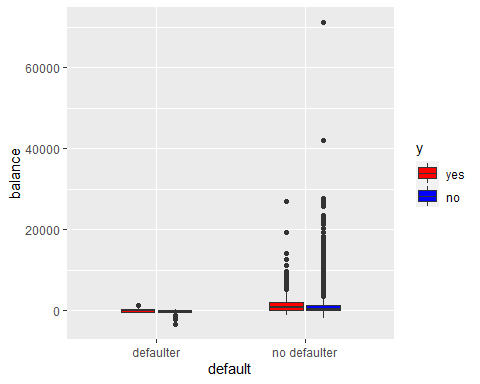 60000
40000
20000
0
balance
defaulter
no defaulter
default
y
yes
no